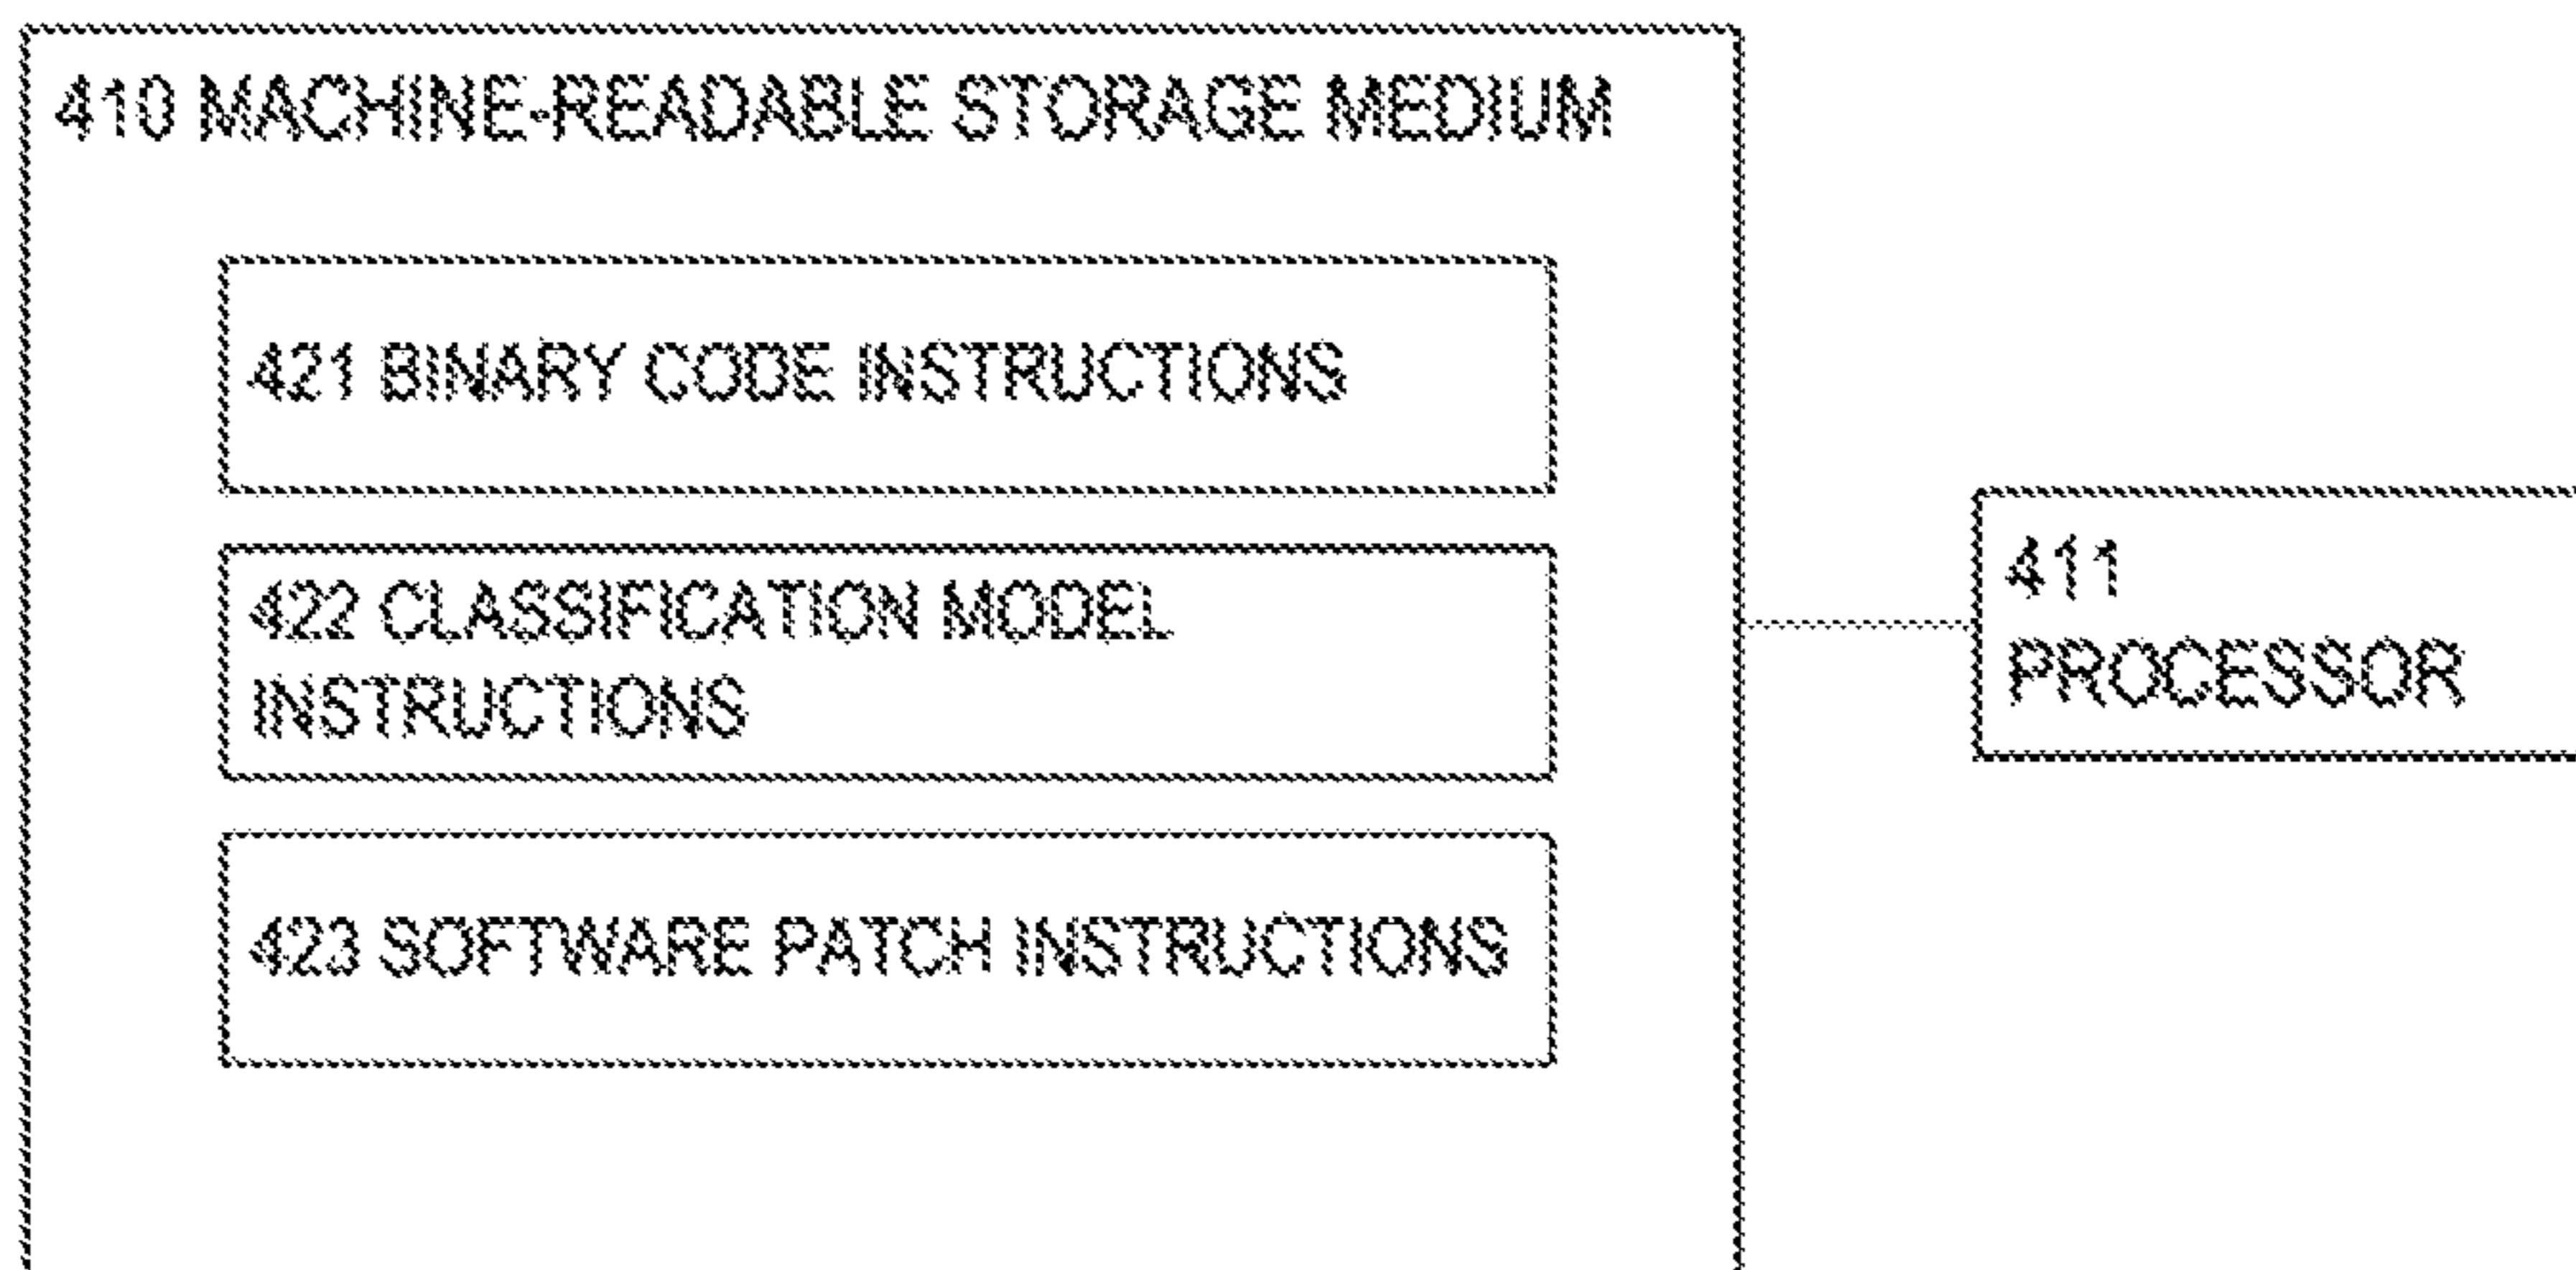 410 MACHINE-READABLE STORAGE MEDIUM
421 BINARY CODE INSTRUCTIONS
422 CLASSIFICATION MODEL
INSTRUCTIONS
423 SOFTWARE PATCH INSTRUCTIONS
411
PROCESSOR